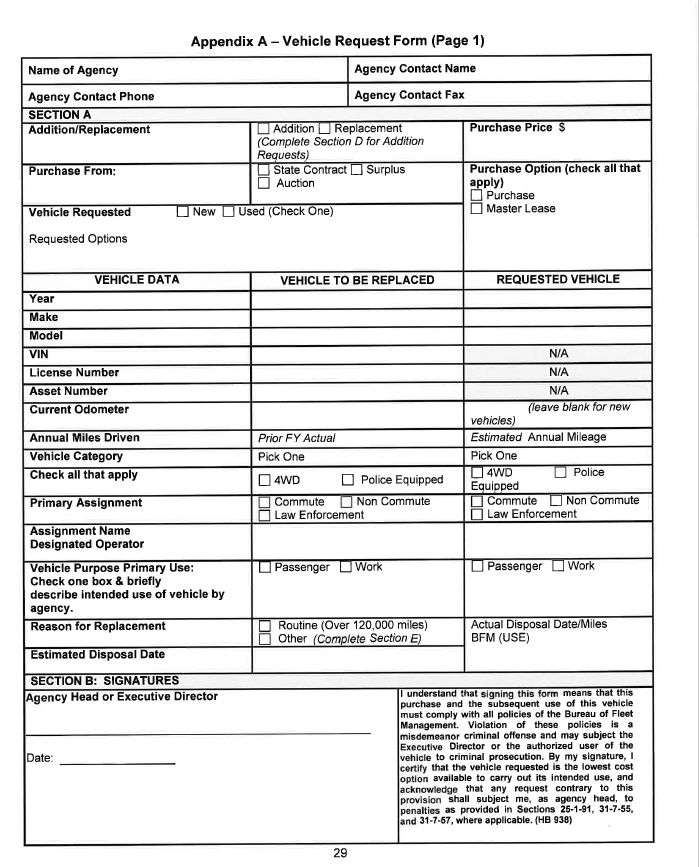 Appendix A – Vehicle Request Form (Page 1)
Name of Agency
Agency Contact Name
Agency Contact Phone
Agency Contact Fax
SECTION A
Addition/Replacement
Addition Replacement
(Complete Section D for Addition
Requests)
Purchase Price $
Purchase From:
State Contract Surplus
Auction
Purchase Option (check all that
apply)
Purchase
Master Lease
Vehicle Requested New Used (Check One)
Requested Options
VEHICLE DATA VEHICLE TO BE REPLACED REQUESTED VEHICLE
Year
Make
Model
VIN N/A
License Number N/A
Asset Number N/A
Current Odometer (leave blank for new
vehicles)
Annual Miles Driven Prior FY Actual Estimated Annual Mileage
Vehicle Category Pick One Pick One
Check all that apply
4WD Police Equipped
4WD Police
Equipped
Primary Assignment
Commute Non Commute
Law Enforcement
Commute Non Commute
Law Enforcement
Assignment Name
Designated Operator
Vehicle Purpose Primary Use:
Check one box & briefly
describe intended use of vehicle by
agency.
Passenger Work
Passenger Work
Reason for Replacement
Routine (Over 120,000 miles)
Other (Complete Section E)
Actual Disposal Date/Miles
BFM (USE)
Estimated Disposal Date
SECTION B: SIGNATURES
Agency Head or Executive Director
Date:
I understand that signing this form means that this
purchase and the subsequent use of this vehicle
must comply with all policies of the Bureau of Fleet
Management. Violation of these policies is a
misdemeanor criminal offense and may subject the
Executive Director or the authorized user of the
vehicle to criminal prosecution. By my signature, I
certify that the vehicle requested is the lowest cost
option available to carry out its intended use, and
acknowledge that any request contrary to this
provision shall subject me, as agency head, to
penalties as provided in Sections 25-1-91, 31-7-55,
and 31-7-57, where applicable. (HB 938)
29